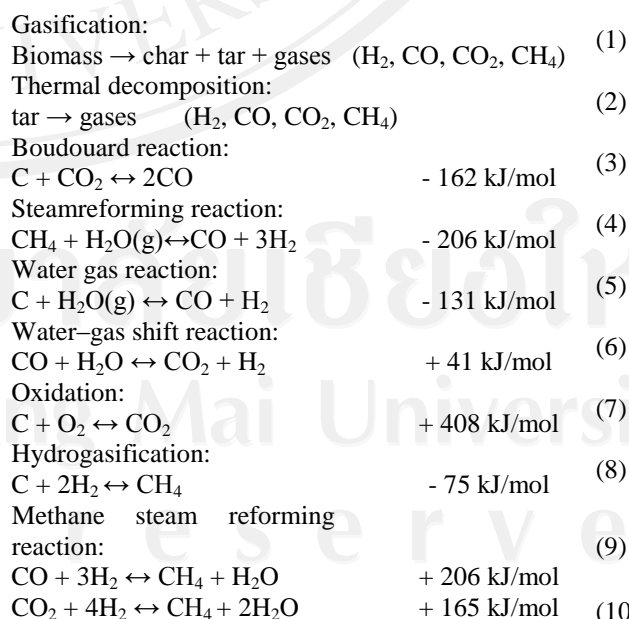 Gasification:
Biomass → char + tar + gases (H₂, CO, CO₂, CH₄) (1)
Thermal decomposition:
tar → gases (H₂, CO, CO₂, CH₄) (2)
Boudouard reaction:
C + CO₂ ↔ 2CO - 162 kJ/mol (3)
Steamreforming reaction:
CH₄ + H₂O(g)↔CO + 3H₂ - 206 kJ/mol (4)
Water gas reaction:
C + H₂O(g) ↔ CO + H₂ - 131 kJ/mol (5)
Water–gas shift reaction:
CO + H₂O ↔ CO₂ + H₂ + 41 kJ/mol (6)
Oxidation:
C + O₂ ↔ CO₂ + 408 kJ/mol (7)
Hydrogasification:
C + 2H₂ ↔ CH₄ - 75 kJ/mol (8)
Methane steam reforming
reaction: (9)
CO + 3H₂ ↔ CH₄ + H₂O + 206 kJ/mol
CO₂ + 4H₂ ↔ CH₄ + 2H₂O + 165 kJ/mol (10
Mai Universi
reserve